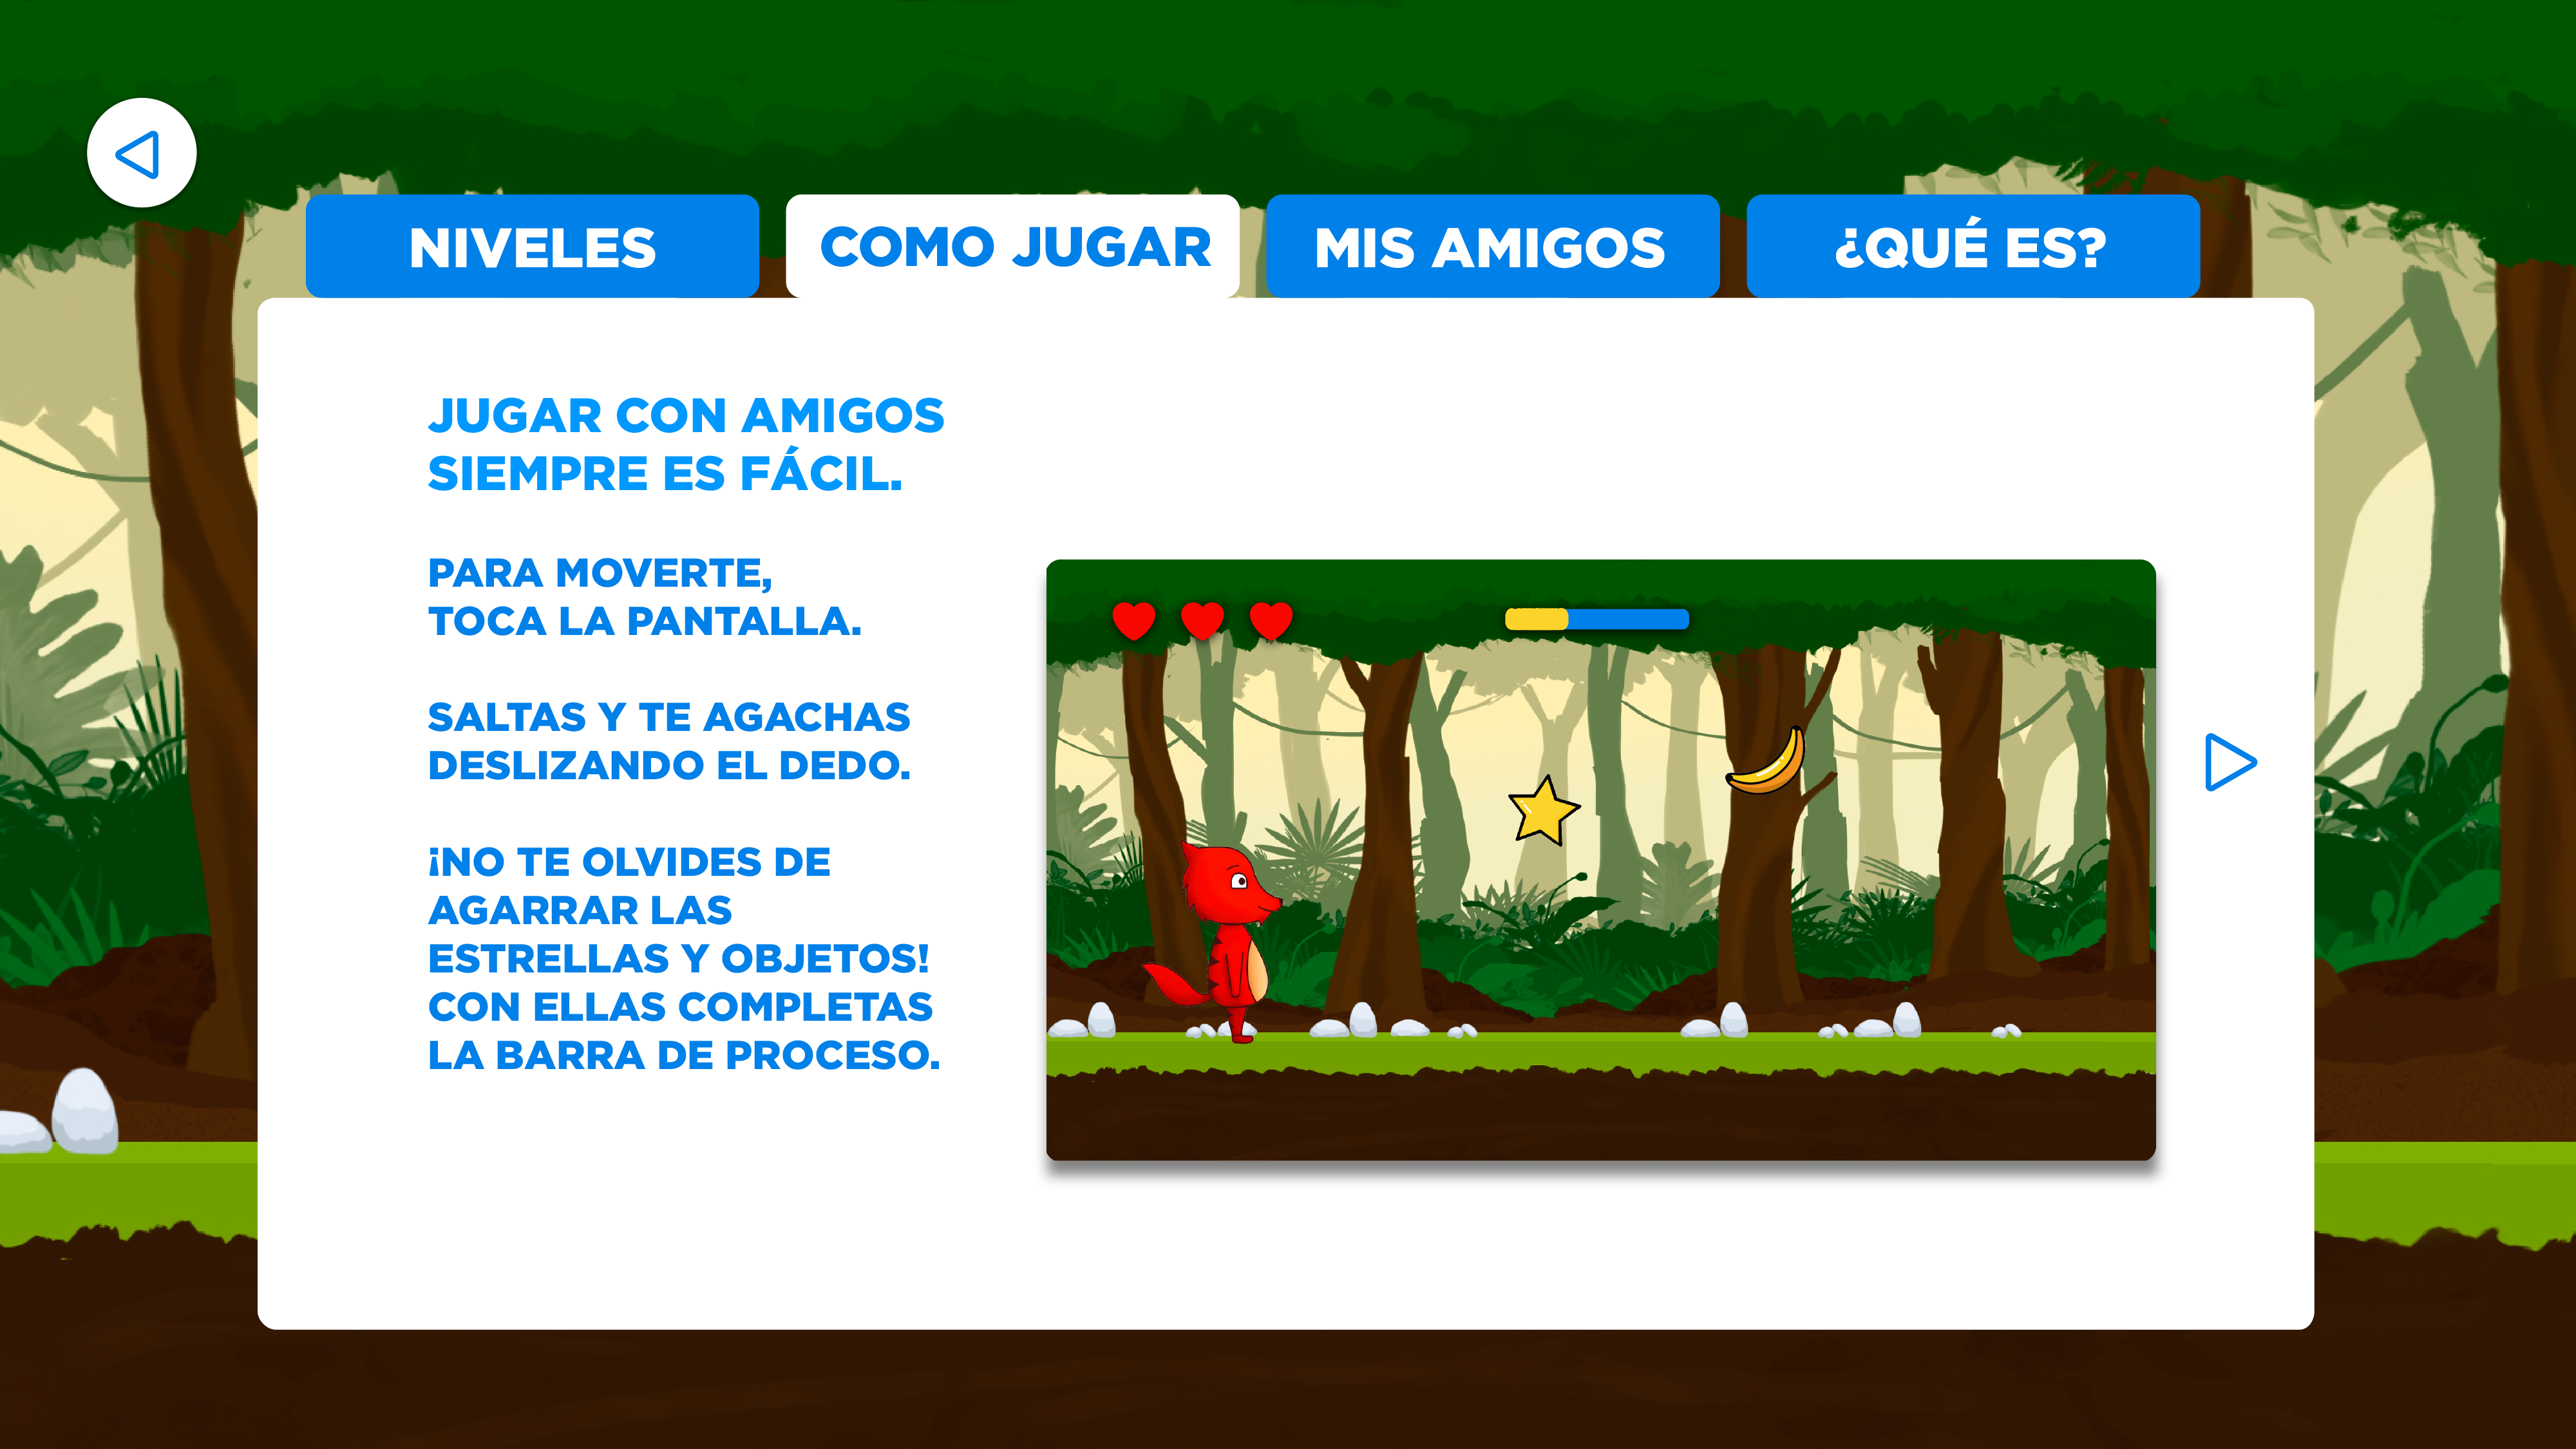 NIVELES
COMO JUGAR
MIS AMIGOS
¿QUÉ ES?
JUGAR CON AMIGOS
SIEMPRE ES FÁCIL.
PARA MOVERTE,
TOCA LA PANTALLA.
SALTAS Y TE AGACHAS
DESLIZANDO EL DEDO.
¡NO TE OLVIDES DE
AGARRAR LAS
ESTRELLAS Y OBJETOS!
CON ELLAS COMPLETAS
LA BARRA DE PROCESO.